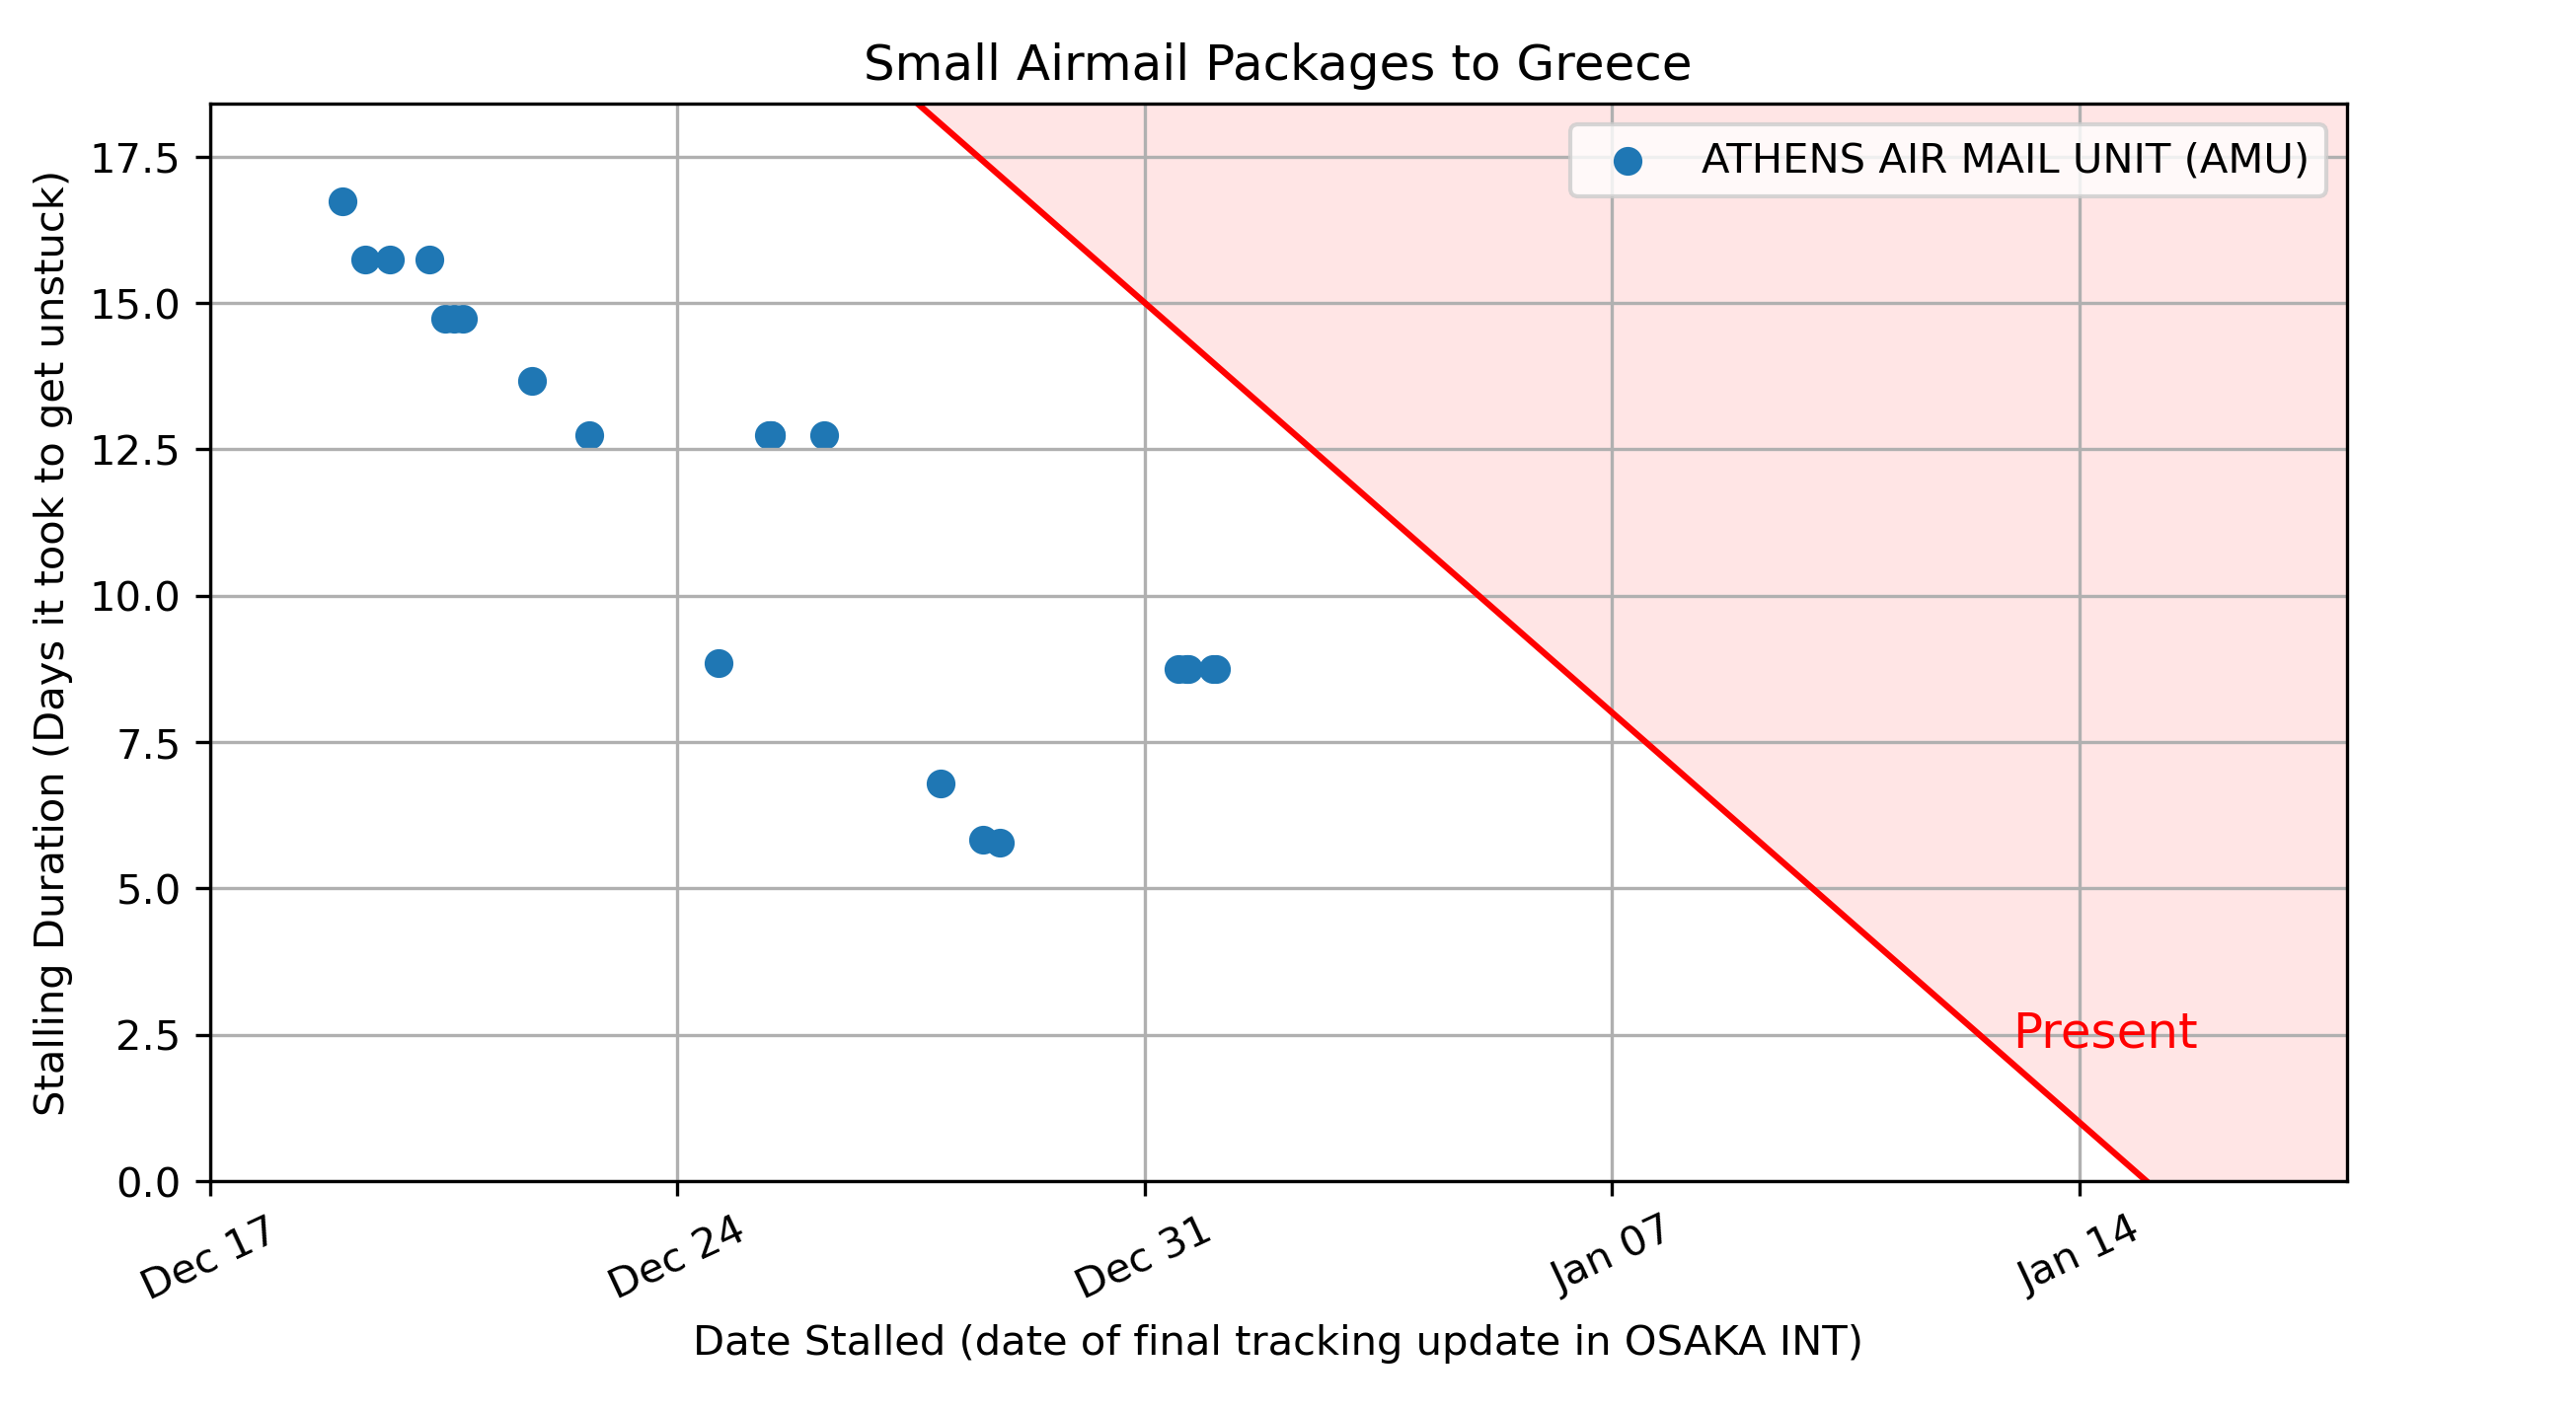 Small Airmail Packages to Greece
ATHENS AIR MAIL UNIT (AMU)
Stalling Duration (Days it took to get unstuck)
17.5
15.0
12.5
10.0
7.5
5.0
2.5
0.0
Present
Dec 17
Dec 24
Dec 31
Jan 07
Jan 14
Date Stalled (date of final tracking update in OSAKA INT)